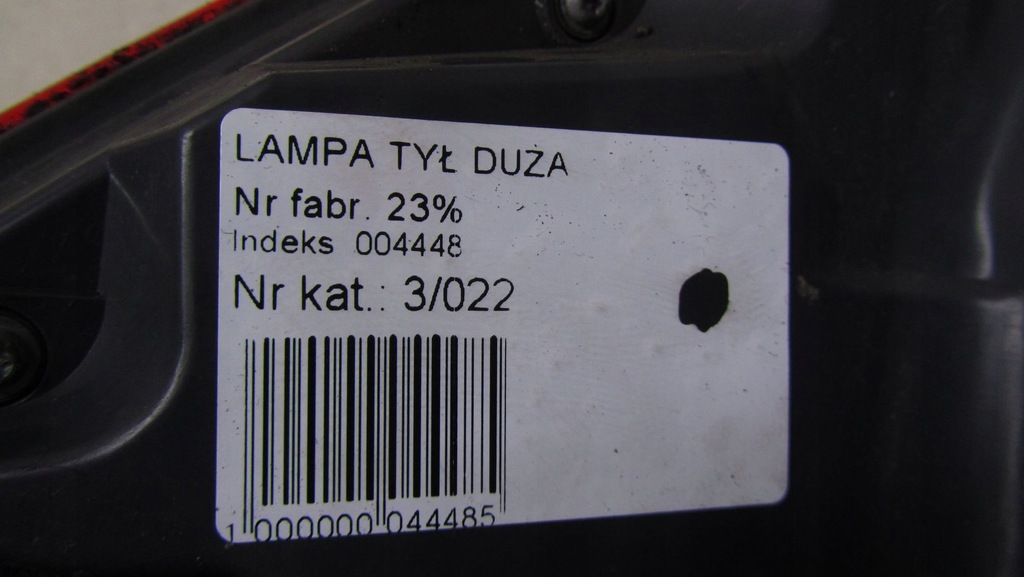 LAMPA TYŁ DUŻA
Nr fabr. 23%
Indeks 004448
Nr kat.: 3/022
1 000000 044485